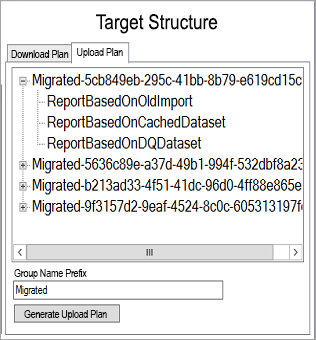 Target Structure
Download Plan Upload Plan
Migrated-5cb849eb-295c-41bb-8b79-e619cd15c
ReportBasedOnOldImport
ReportBasedOnCachedDataset
ReportBasedOnDQDataset
Migrated-5636c89e-a37d-49b1-994f-532dbf8a23
Migrated-b213ad33-4f51-41dc-96d0-4ff88e865e
Migrated-9f3157d2-9eaf-4524-8c0c-605313197f
Group Name Prefix
Migrated
Generate Upload Plan